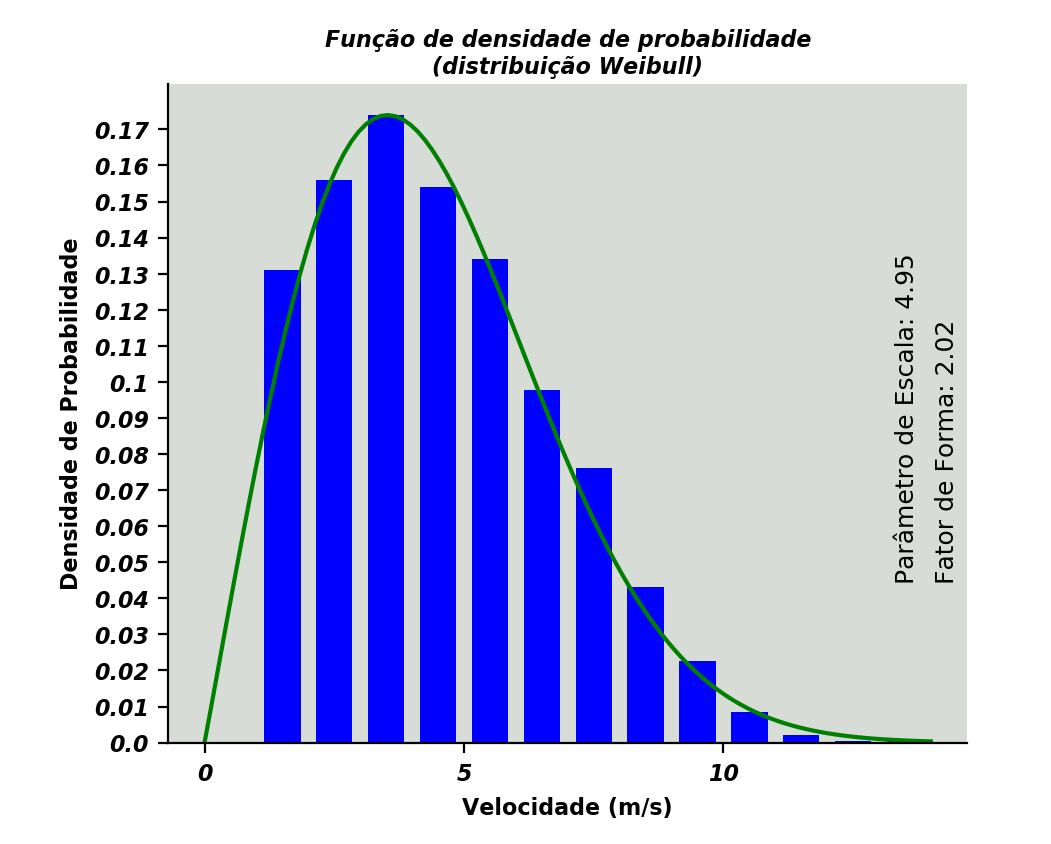 Função de densidade de probabilidade
(distribuição Weibull)
Densidade de Probabilidade
0.17
0.16
0.15
0.14
0.13
0.12
0.11
0.1
0.09
0.08
0.07
0.06
0.05
0.04
0.03
0.02
0.01
0.0
Parâmetro de Escala: 4.95
Fator de Forma: 2.02
0 5 10
Velocidade (m/s)